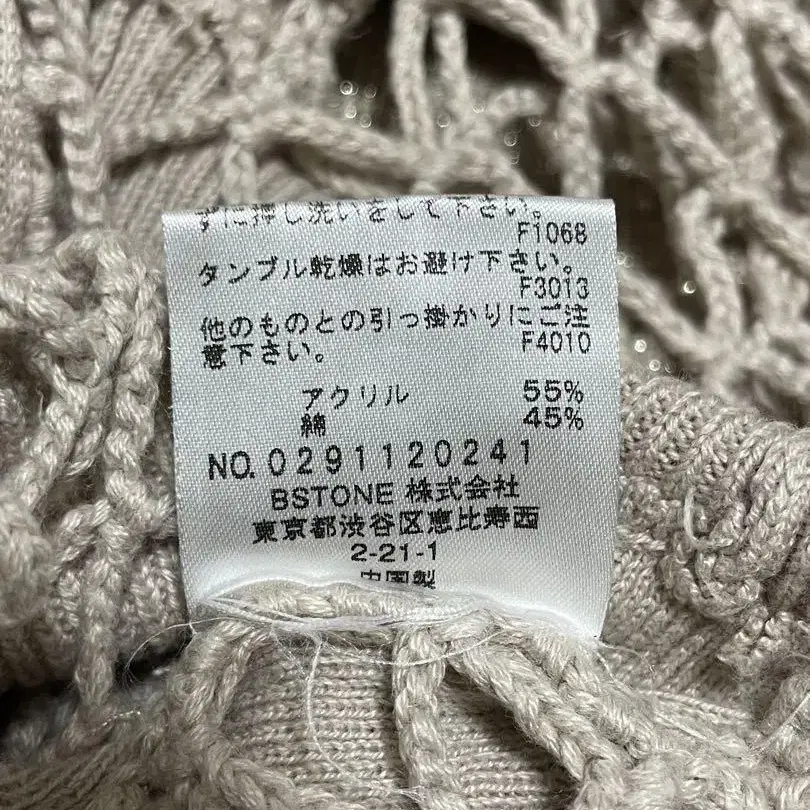 ずに押し洗いをして下さい。
F1068
タンブル乾燥はお避け下さい。
F3013
他のものとの引っ掛かりにご注
意下さい。 F4010
アクリル 55%
綿 45%
NO.0291120241
BSTONE 株式会社
東京都渋谷区恵比寿西
2-21-1
中国製